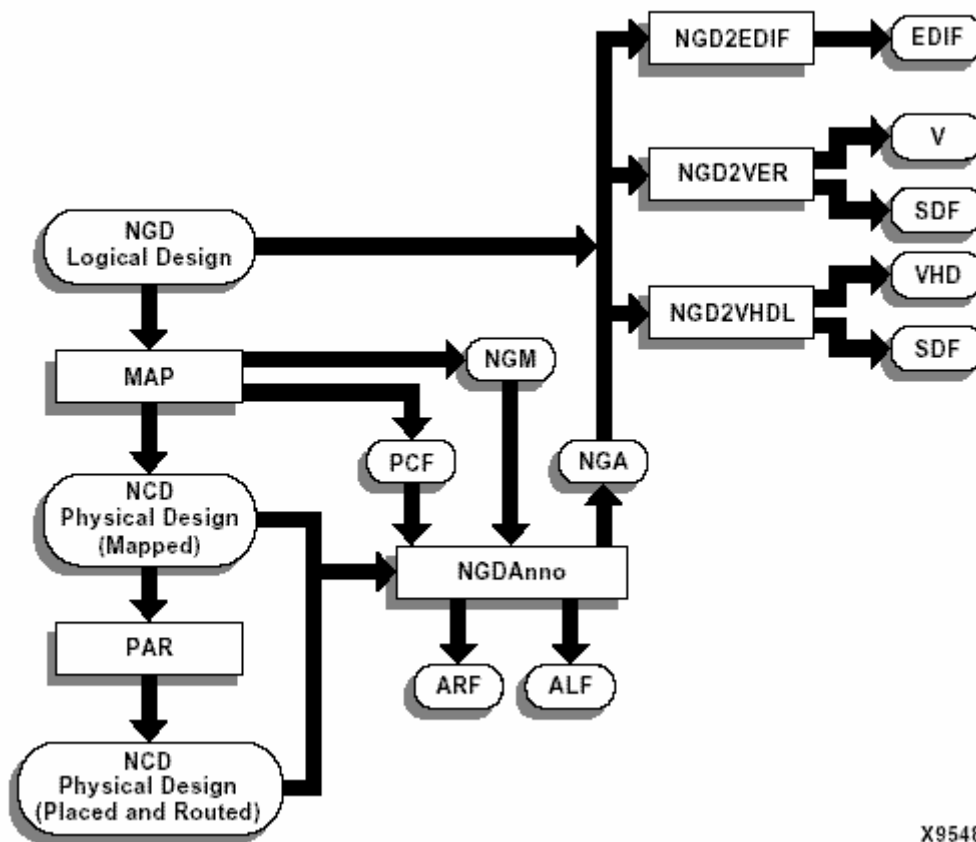 NGD2EDIF
EDIF
V
NGD2VER
SDF
NGD
Logical Design
VHD
NGD2VHDL
SDF
NGM
MAP
PCF
NGA
NCD
Physical Design
(Mapped)
NGDAnno
PAR
ARF
ALF
NCD
Physical Design
(Placed and Routed)
X9548